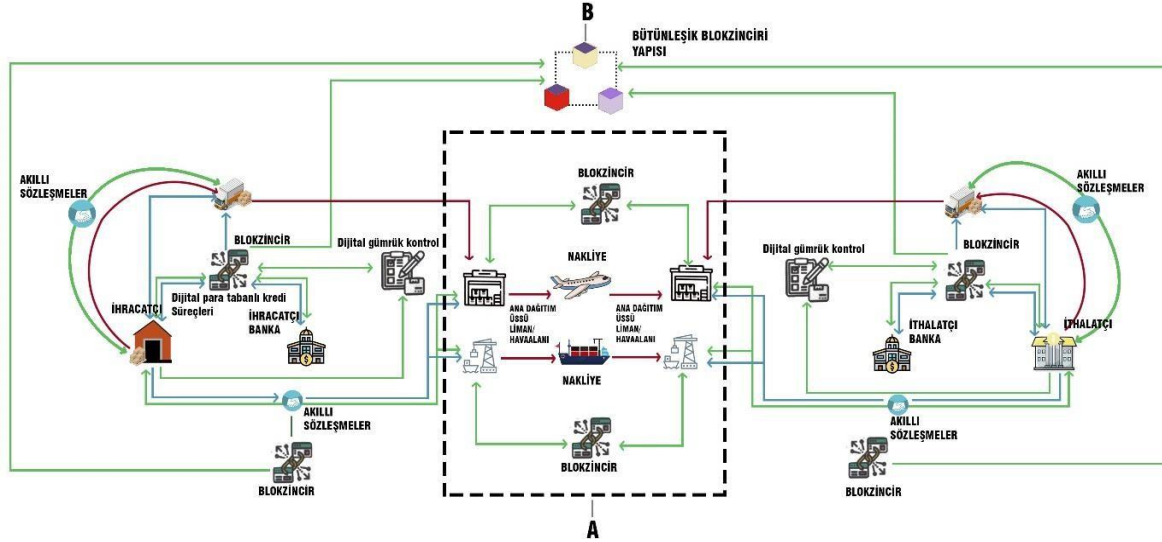 B
BÜTÜNLEŞİK BLOKZİNCİRİ
YAPISI
AKILLI
SÖZLEŞMELER
BLOKZİNCİR
Dijital gümrük kontrol
Dijital para tabanlı kredi
Süreçleri
İHRACATÇI
İHRACATÇI
BANKA
AKILLI
SÖZLEŞMELER
BLOKZİNCİR
BLOKZİNCİR
NAKLİYE
ANA DAĞITIM
ÜSSÜ
LİMAN/
HAVAALANI
ANA DAĞITIM
ÜSSÜ
LİMAN/
HAVAALANI
NAKLİYE
BLOKZİNCİR
A
AKILLI
SÖZLEŞMELER
BLOKZİNCİR
Dijital gümrük kontrol
İTHALATÇI
BANKA
İTHALATÇI
AKILLI
SÖZLEŞMELER
BLOKZİNCİR